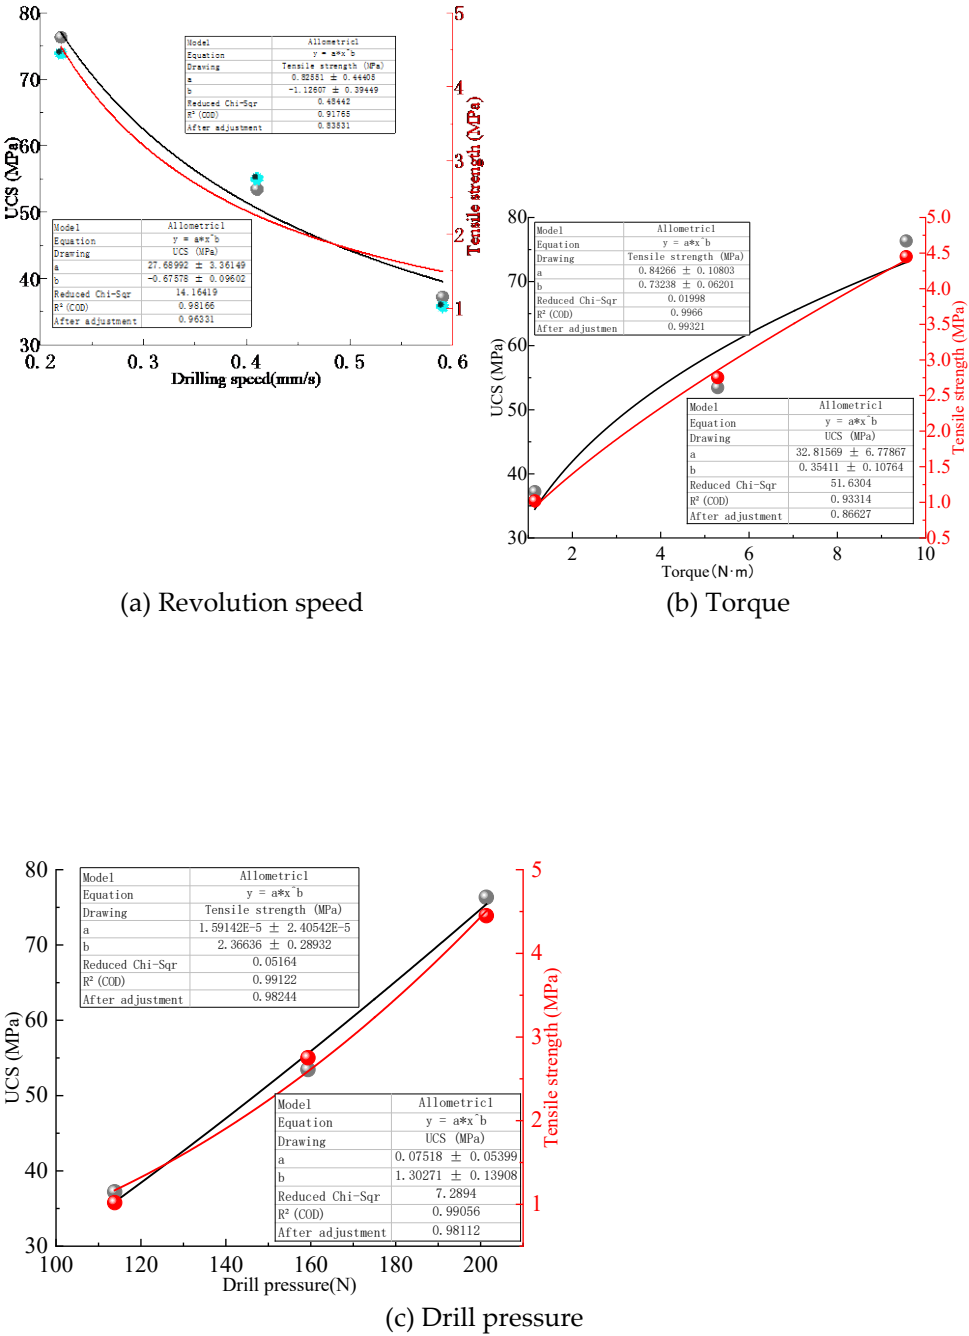 80
70
60
50
40
30
UCS (MPa)
5
4
3
2
1
Tensile strength (MPa)
Model Allometric1
Equation y = a*x^b
Drawing Tensile strength (MPa)
a 0.82551 ± 0.44405
b -1.12607 ± 0.39449
Reduced Chi-Sqr 0.48442
R²(COD) 0.91765
After adjustment 0.83531
Model Allometric1
Equation y = a*x^b
Drawing UCS (MPa)
a 27.68992 ± 3.36149
b -0.67578 ± 0.09602
Reduced Chi-Sqr 14.16419
R²(COD) 0.98166
After adjustment 0.96331
0.2 0.3 0.4 0.5 0.6
Drilling speed(mm/s)
(a) Revolution speed
80
70
60
50
40
30
UCS (MPa)
5.0
4.5
4.0
3.5
3.0
2.5
2.0
1.5
1.0
0.5
Tensile strength (MPa)
Model Allometric1
Equation y = a*x^b
Drawing Tensile strength (MPa)
a 0.84266 ± 0.10803
b 0.73238 ± 0.06201
Reduced Chi-Sqr 0.01998
R²(COD) 0.9966
After adjustmen 0.99321
Model Allometric1
Equation y = a*x^b
Drawing UCS (MPa)
a 32.81569 ± 6.77867
b 0.35411 ± 0.10764
Reduced Chi-Sqr 51.6304
R²(COD) 0.93314
After adjustment 0.86627
2 4 6 8 10
Torque(N·m)
(b) Torque
80
70
60
50
40
30
UCS (MPa)
5
4
3
2
1
Tensile strength (MPa)
Model Allometric1
Equation y = a*x^b
Drawing Tensile strength (MPa)
a 1.59142E-5 ± 2.40542E-5
b 2.36636 ± 0.28932
Reduced Chi-Sqr 0.05164
R²(COD) 0.99122
After adjustment 0.98244
Model Allometric1
Equation y = a*x^b
Drawing UCS (MPa)
a 0.07518 ± 0.05399
b 1.30271 ± 0.13908
Reduced Chi-Sqr 7.2894
R²(COD) 0.99056
After adjustment 0.98112
100 120 140 160 180 200
Drill pressure(N)
(c) Drill pressure